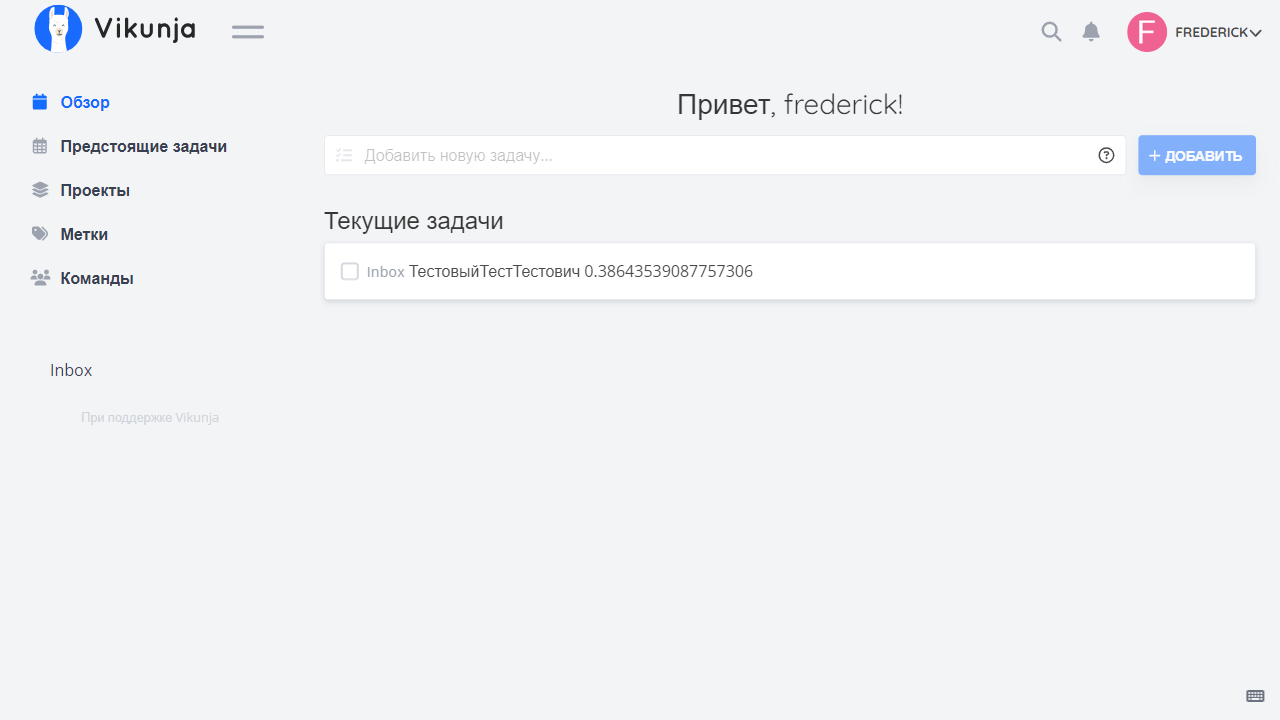 Vikunja
F FREDERICK
Обзор
Предстоящие задачи
Проекты
Метки
Команды
Inbox
При поддержке Vikunja
Привет, frederick!
Добавить новую задачу...
+ ДОБАВИТЬ
Текущие задачи
Inbox ТестовыйТестТестович 0.38643539087757306